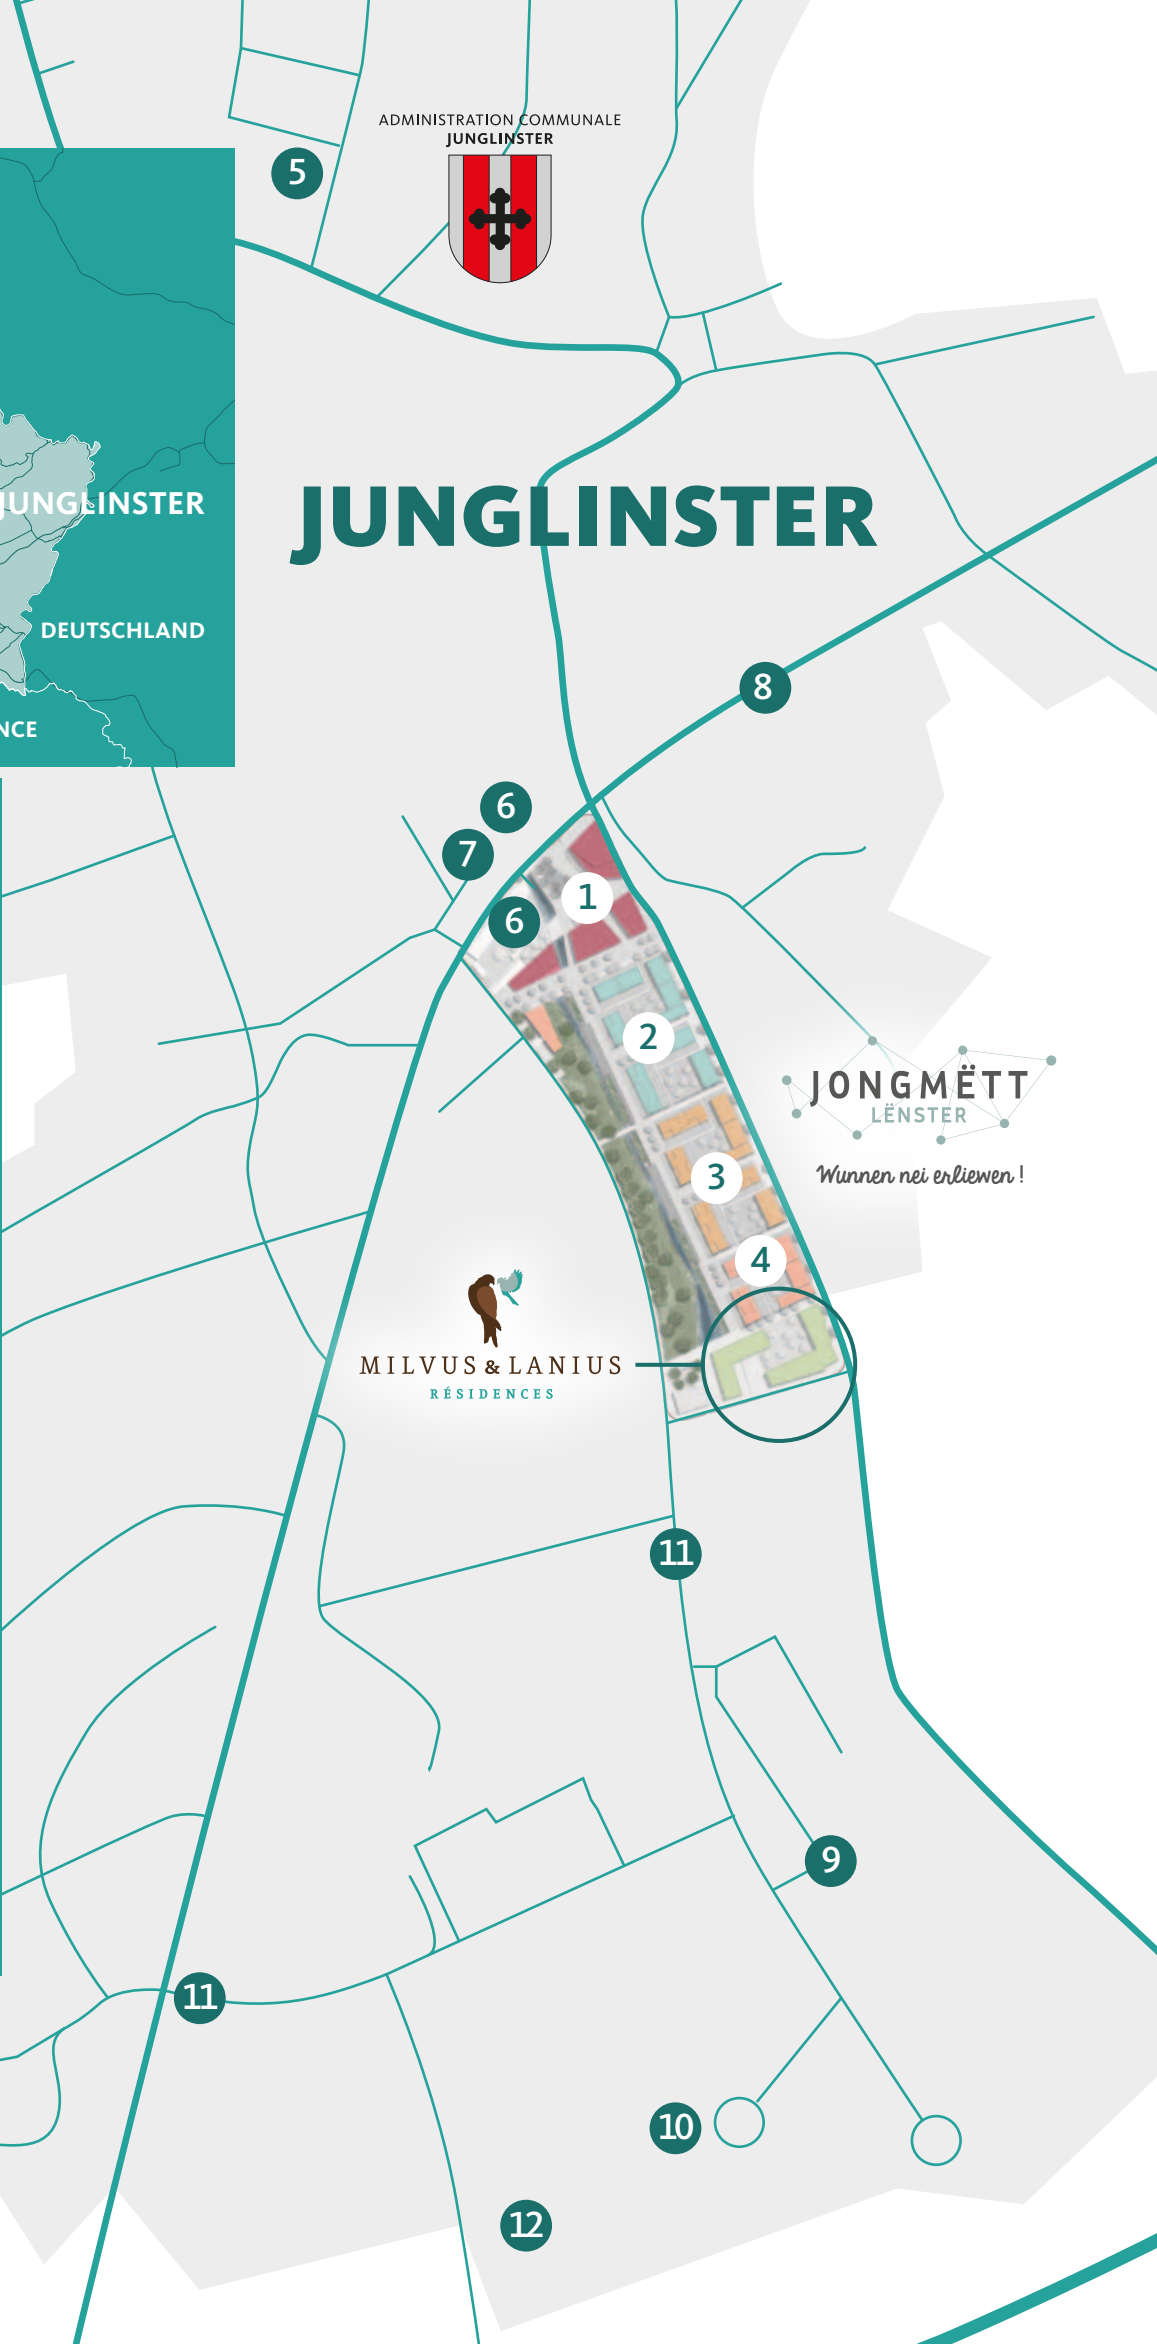 ADMINISTRATION COMMUNALE
JUNGLINSTER
5
JUNGLINSTER
JUNGLINSTER
DEUTSCHLAND
NCE
8
6
7
1
6
2
JONGMËTT
LËNSTER
Wunnen nei erliewen !
3
4
MILVUS & LANIUS
RÉSIDENCES
11
9
11
10
12